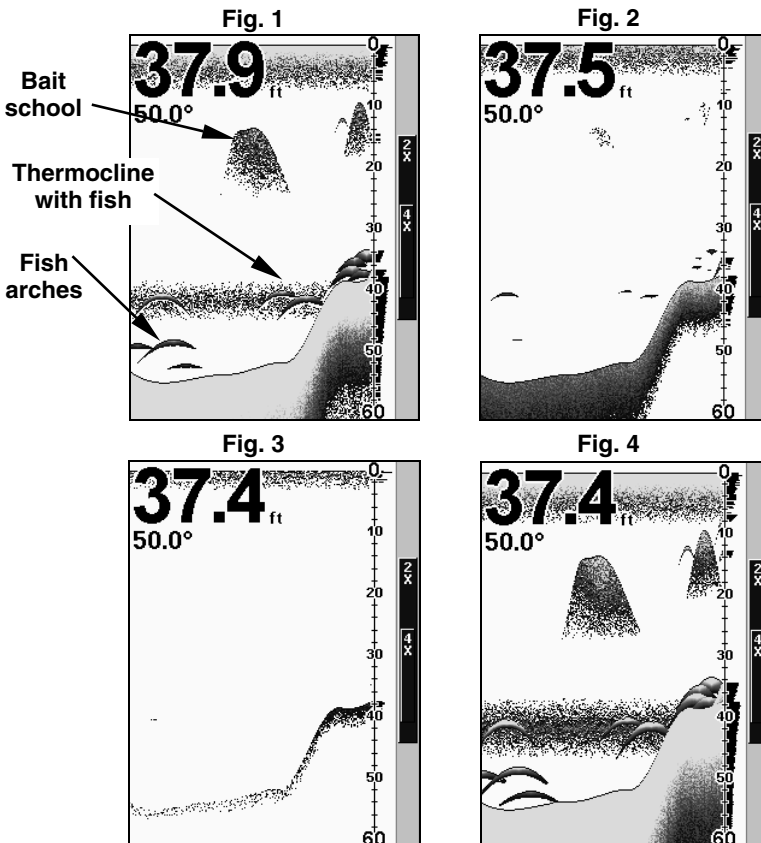 Fig. 1
37.9 ft
50.0°
0
10
20
30
40
50
60
2X
4X
Bait
school
Thermocline
with fish
Fish
arches
Fig. 2
37.5 ft
50.0°
0
10
20
30
40
50
60
2X
4X
Fig. 3
37.4 ft
50.0°
0
10
20
30
40
50
60
2X
4X
Fig. 4
37.4 ft
50.0°
0
10
20
30
40
50
60
2X
4X